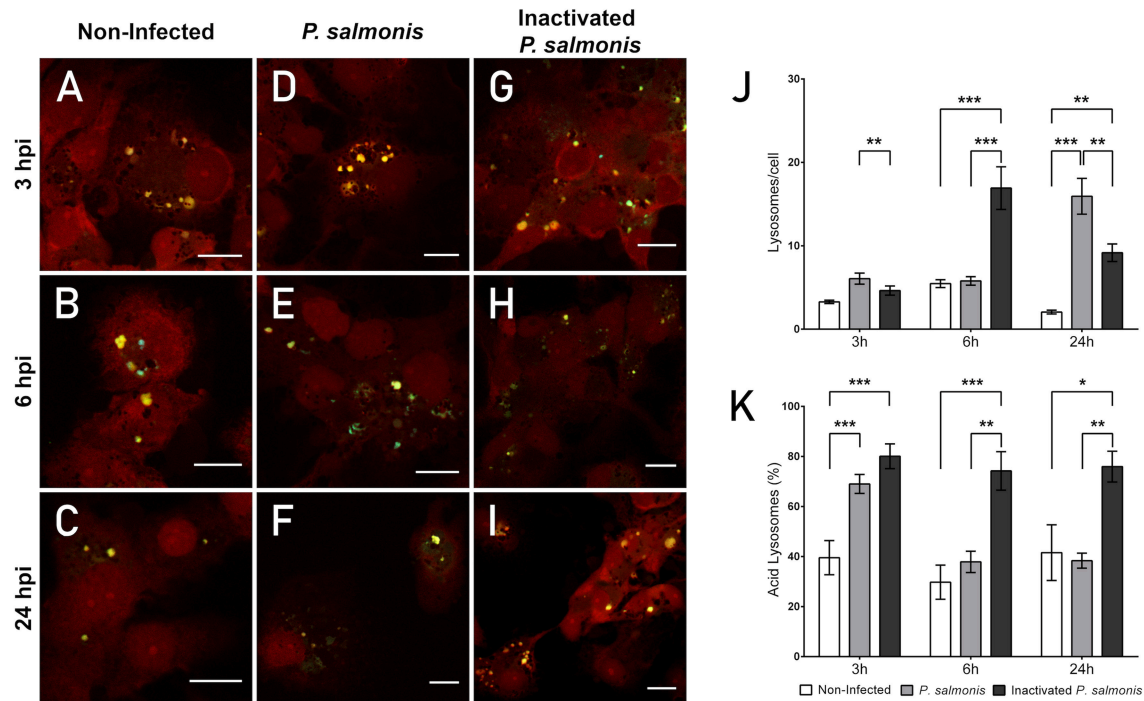 Non-Infected
P. salmonis
Inactivated
P. salmonis
3 hpi
A
D
G
6 hpi
B
E
H
24 hpi
C
F
I
J
Lysosomes/cell
30
20
10
0
**
***
***
**
***
**
3h
6h
24h
K
Acid Lysosomes (%)
100
80
60
40
20
0
***
***
***
**
*
**
3h
6h
24h
Non-Infected P. salmonis Inactivated P. salmonis